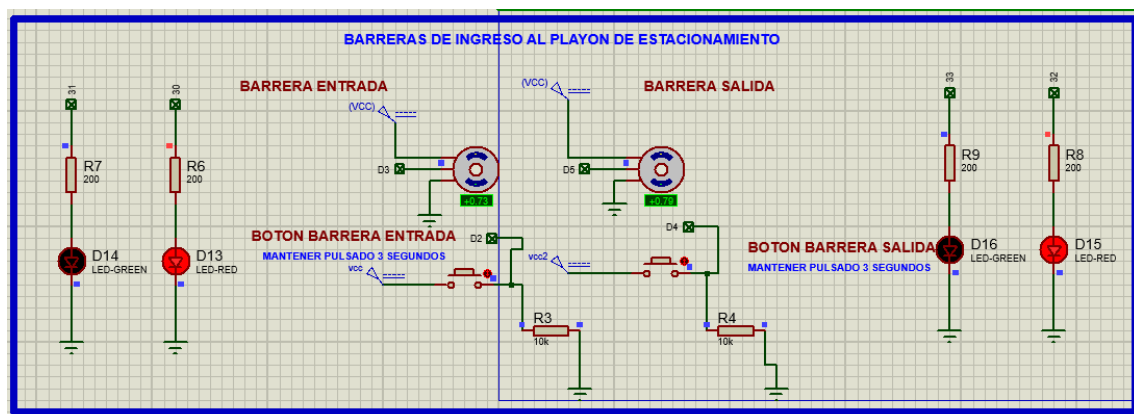 BARRERAS DE INGRESO AL PLAYON DE ESTACIONAMIENTO
BARRERA ENTRADA
BARRERA SALIDA
31
30
(VCC)
(VCC)
33
32
R7
200
R6
200
D3
+0.73
D5
+0.79
R9
200
R8
200
D2
D4
BOTON BARRERA ENTRADA
MANTENER PULSADO 3 SEGUNDOS
BOTON BARRERA SALIDA
MANTENER PULSADO 3 SEGUNDOS
D14
LED-GREEN
D13
LED-RED
vcc
vcc2
D16
LED-GREEN
D15
LED-RED
R3
10k
R4
10k